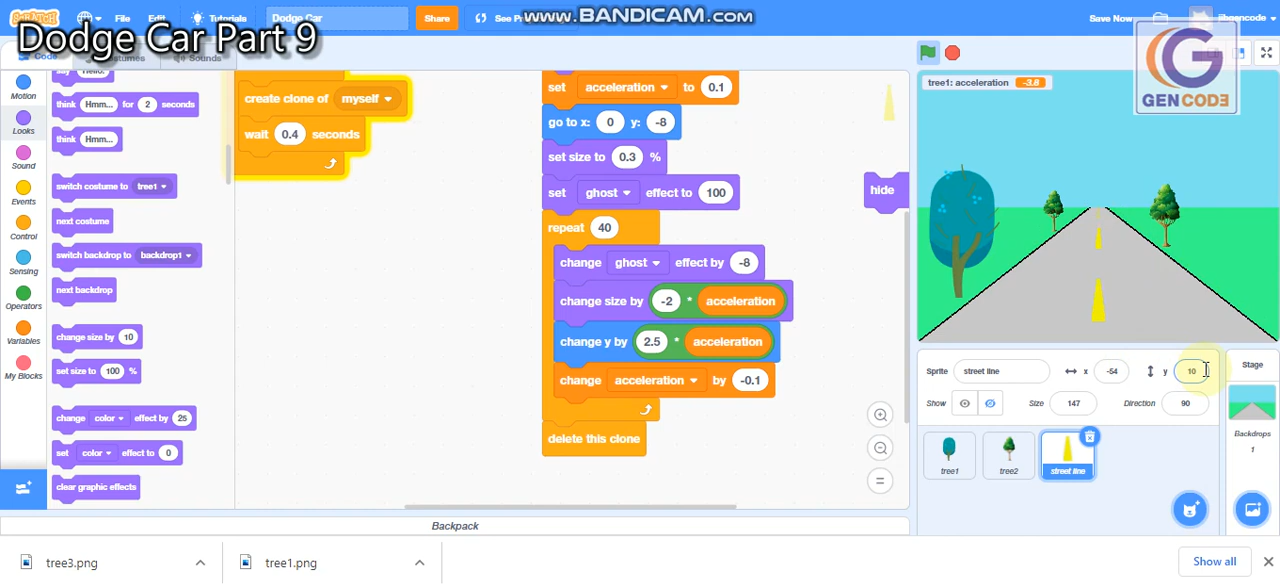 SCRATCH File Edit Tutorials Dodge Car Share See Pr www.BANDICAM.com Save Now jibgencode
Dodge Car Part 9
Code Costumes Sounds
GENCODE
Motion
Looks
Sound
Events
Control
Sensing
Operators
Variables
My Blocks
say Hello!
think Hmm... for 2 seconds
think Hmm...
switch costume to tree1
next costume
switch backdrop to backdrop1
next backdrop
change size by 10
set size to 100 %
change color effect by 25
set color effect to 0
clear graphic effects
create clone of myself
wait 0.4 seconds
set acceleration to 0.1
go to x: 0 y: -8
set size to 0.3 %
set ghost effect to 100
repeat 40
change ghost effect by -8
change size by -2 * acceleration
change y by 2.5 * acceleration
change acceleration by -0.1
delete this clone
hide
tree1: acceleration -3.8
Sprite street line x -54 y 10
Show Size 147 Direction 90
tree1 tree2 street line
Stage
Backdrops
1
Backpack
tree3.png tree1.png Show all